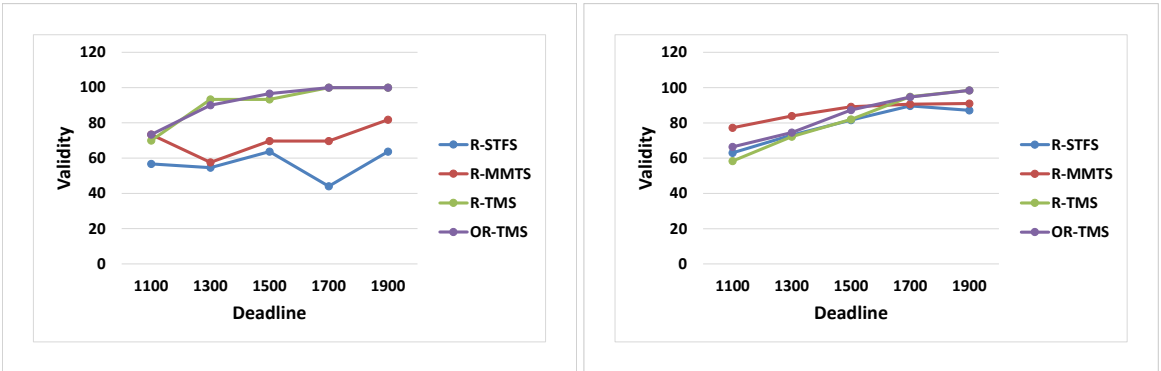 120
100
80
60
40
20
0
Validity
1100 1300 1500 1700 1900
Deadline
R-STFS
R-MMTS
R-TMS
OR-TMS
120
100
80
60
40
20
0
Validity
1100 1300 1500 1700 1900
Deadline
R-STFS
R-MMTS
R-TMS
OR-TMS